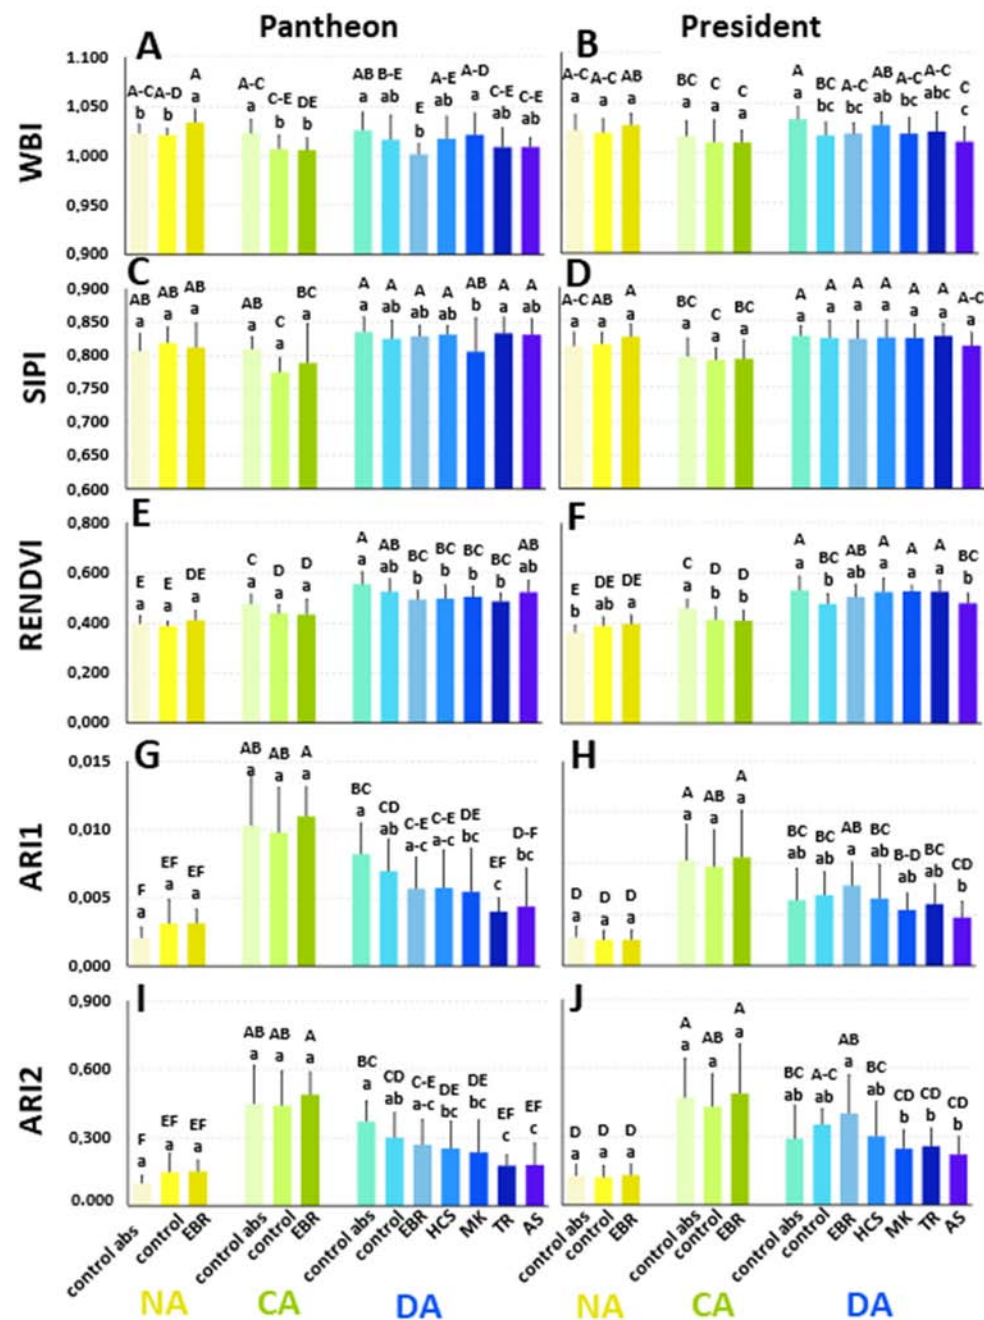 Pantheon President
A B
WBI
1.100
1,050
1,000
0,950
0,900
A-C A-D A A-C C-E DE AB B-E E A-E A-D C-E C-E
b b a a b b a ab b ab a ab ab
A-C A-C AB BC C C A BC A-C AB A-C A-C C
a a a a a a a bc bc ab bc abc c
C D
SIPI
0,900
0,850
0,800
0,750
0,700
0,650
0,600
AB AB AB AB C BC A A A A AB A A
a a a a a a a ab ab ab b a ab
A-C AB A BC C BC A A A A A A A-C
a a a a a a a a a a a a a
E F
RENDVI
0,800
0,600
0,400
0,200
0,000
E E DE C D D A AB BC BC BC BC AB
a a a a a a a ab b b b b ab
E DE DE C D D A BC AB A A A BC
b ab a a b b a b ab a a a b
G H
ARI1
0,015
0,010
0,005
0,000
F EF EF AB AB A BC CD C-E C-E DE EF D-F
a a a a a a a ab a-c a-c bc c bc
D D D A AB A BC BC AB BC B-D BC CD
a a a a a a ab ab a ab ab ab b
I J
ARI2
0,900
0,600
0,300
0.000
F EF EF AB AB A BC CD C-E DE DE EF EF
a a a a a a a ab a-c bc bc c c
D D D A AB A BC A-C AB BC CD CD CD
a a a a a a ab ab a ab b b b
control abs control EBR control abs control EBR control abs control EBR HCS MK TR AS
control abs control EBR control abs control EBR control abs control EBR HCS MK TR AS
NA CA DA NA CA DA